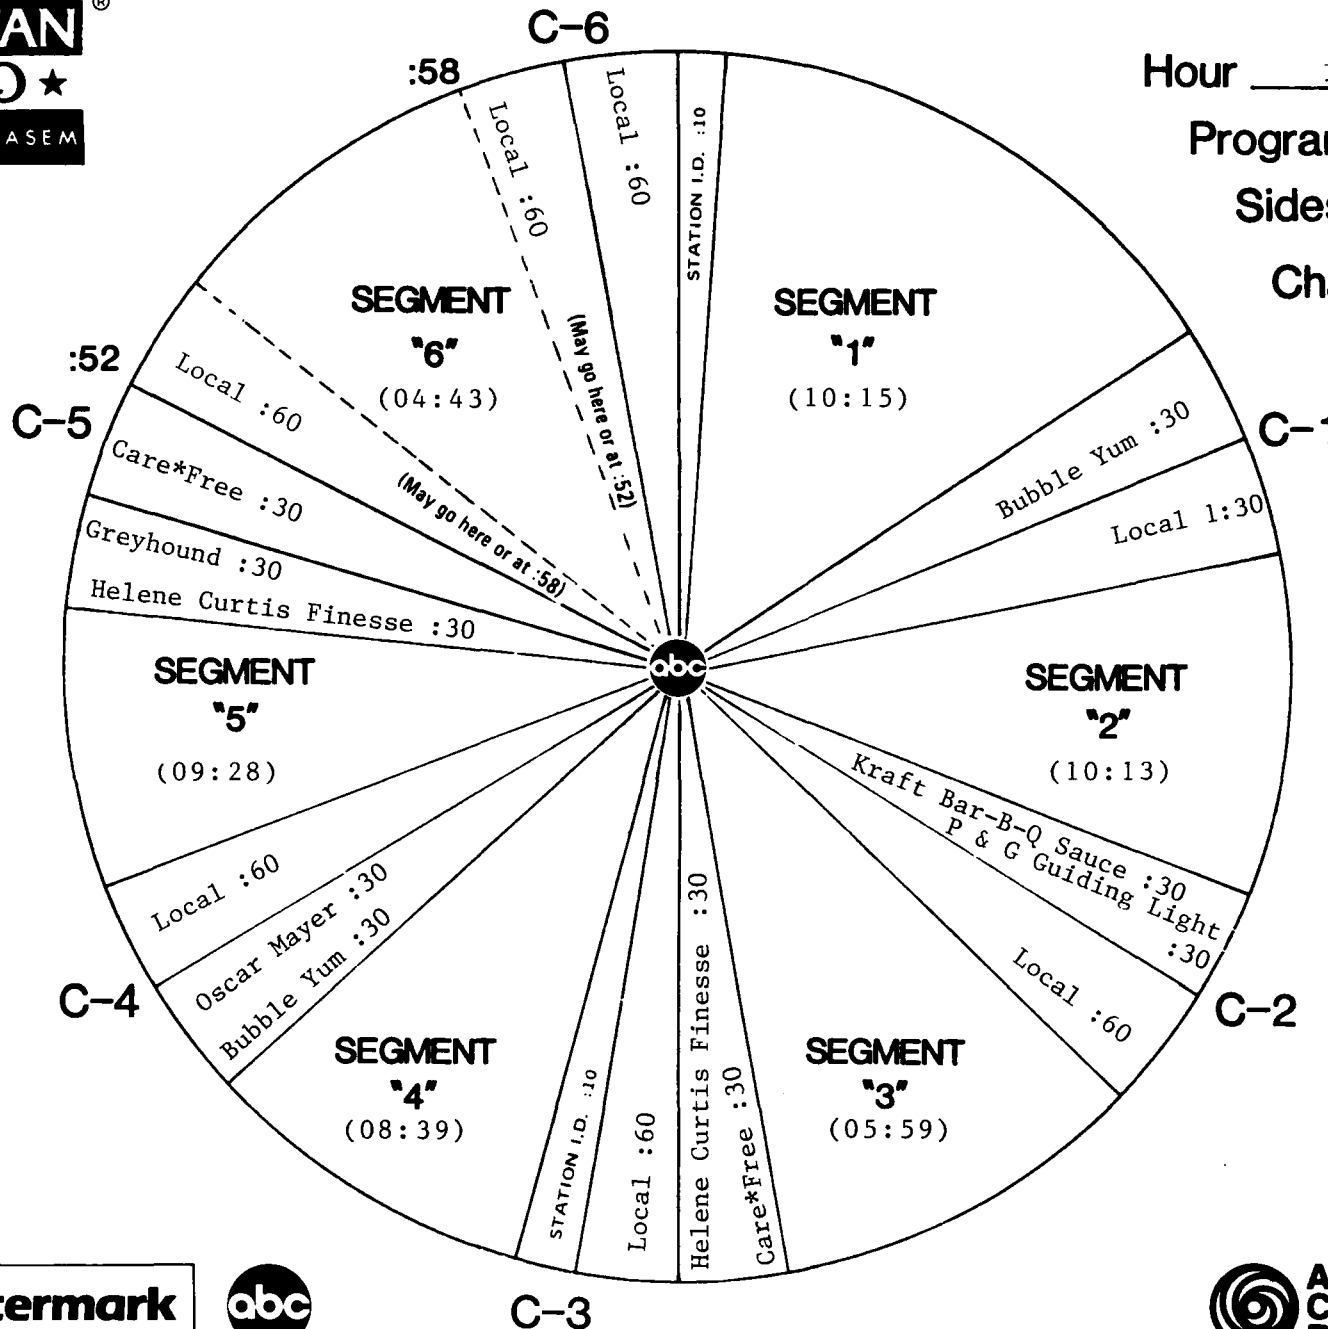 ®
C-6
:58
Hour
ASEM
Local :60
Local :60
STATION I.D. :10
SEGMENT
"6"
(04:43)
(May go here or at :52)
SEGMENT
"1"
(10:15)
:52
C-5
Local :60
(May go here or at :58)
Care*Free :30
Greyhound :30
Helene Curtis Finesse :30
Bubble Yum :30
C-1
Local 1:30
abc
SEGMENT
"5"
(09:28)
SEGMENT
"2"
(10:13)
Kraft Bar-B-Q Sauce :30
P & G Guiding Light
:30
Local :60
C-2
Local :60
Oscar Mayer :30
Bubble Yum :30
C-4
SEGMENT
"4"
(08:39)
STATION I.D. :10
Local :60
Helene Curtis Finesse :30
Care*Free :30
SEGMENT
"3"
(05:59)
C-3
termark
abc